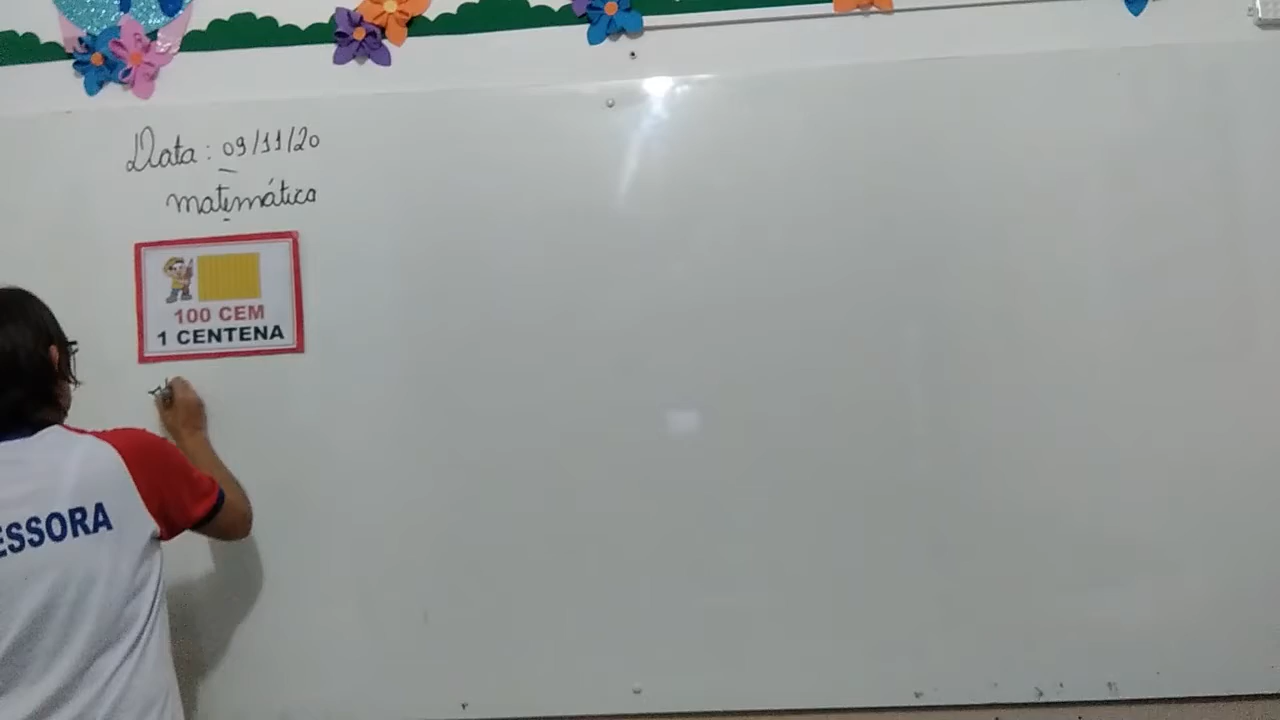 Data: 09/11/20
matemática
100 CEM
1 CENTENA
ESSORA